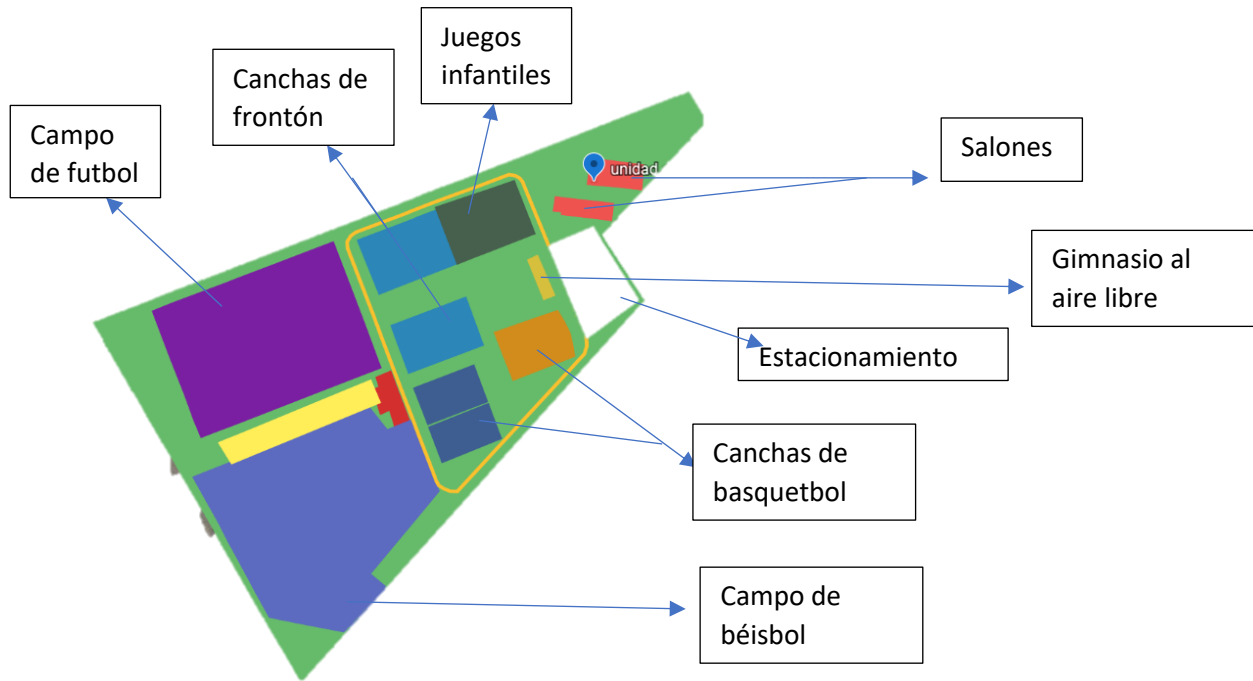 Juegos
infantiles
Canchas de
frontón
Campo
de futbol
Salones
unidad
Gimnasio al
aire libre
Estacionamiento
Canchas de
basquetbol
Campo de
béisbol